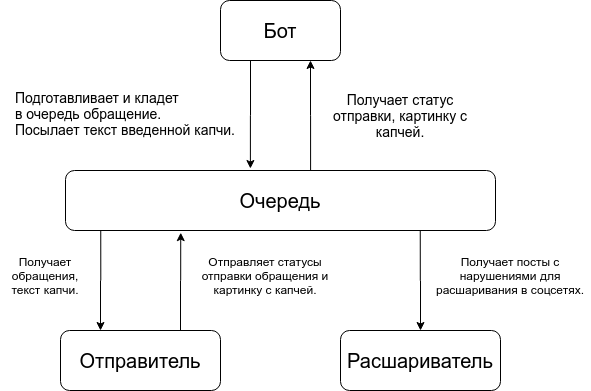 Бот
Подготавливает и кладет
в очередь обращение.
Посылает текст введенной капчи.
Получает статус
отправки, картинку с
капчей.
Очередь
Получает
обращения,
текст капчи.
Отправляет статусы
отправки обращения и
картинку с капчей.
Получает посты с
нарушениями для
расшаривания в соцсетях.
Отправитель
Расшариватель